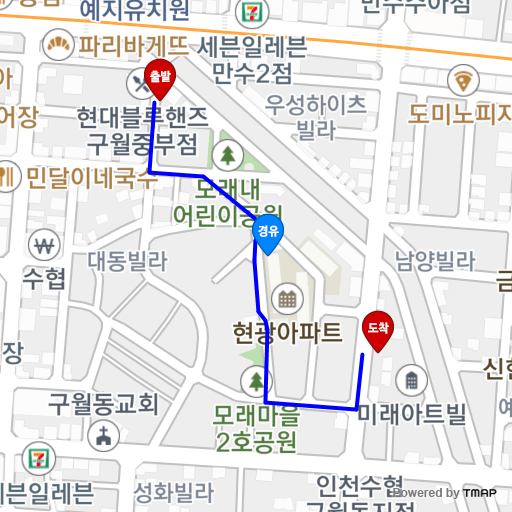 예지유치원
파리바게뜨
세븐일레븐
만수2점
출발
현대블루핸즈
구월중부점
우성하이츠
빌라
도미노피자
어장
민달이네국수
모래내
어린이공원
경유
수협
대동빌라
남양빌라
현광아파트
도착
장
구월동교회
모래마을
2호공원
미래아트빌
신한
세븐일레븐
성화빌라
인천수협
구월동지점
Powered by TMAP